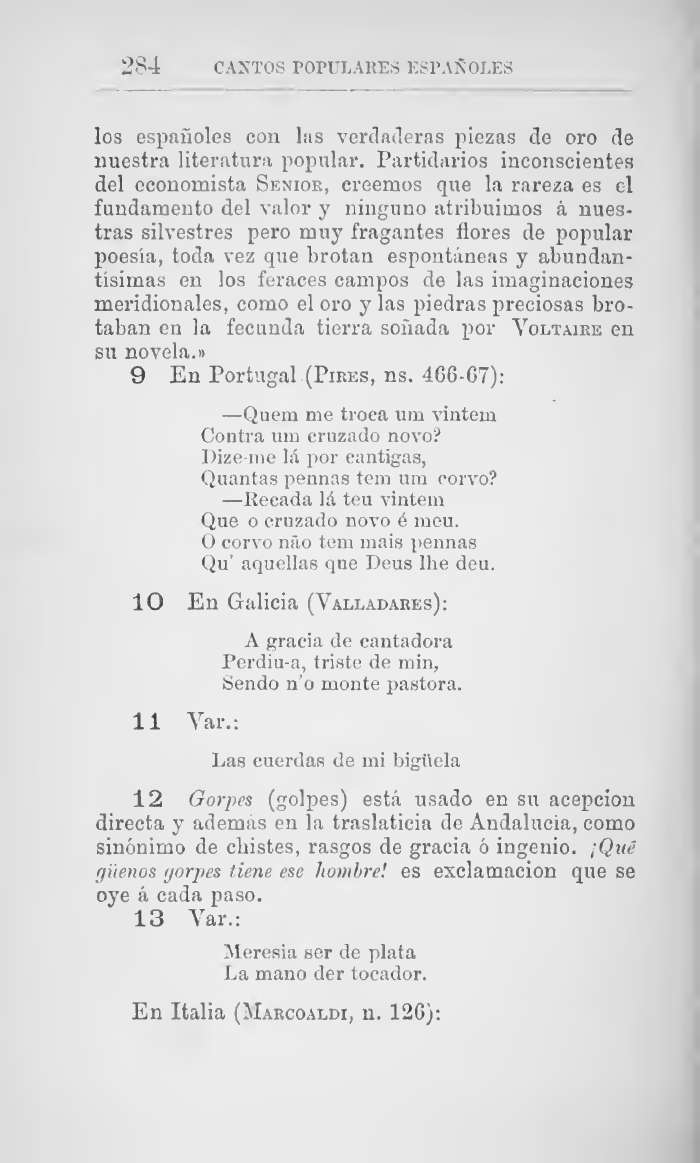 284 CANTOS POPULARES ESPAÑOLES
los españoles con las verdaderas piezas de oro de
nuestra literatura popular. Partidarios inconscientes
del economista SENIOR, creemos que la rareza es el
fundamento del valor y ninguno atribuimos á nues-
tras silvestres pero muy fragantes flores de popular
poesía, toda vez que brotan espontáneas y abundan-
tísimas en los feraces campos de las imaginaciones
meridionales, como el oro y las piedras preciosas bro-
taban en la fecunda tierra soñada por VOLTAIRE en
su novela.»
9 En Portugal (PIRES, ns. 466-67):
—Quem me troca um vintem
Contra um cruzado novo?
Dize-me lá por cantigas,
Quantas pennas tem um corvo?
—Recada lá teu vintem
Que o cruzado novo é meu.
O corvo não tem mais pennas
Qu' aquellas que Deus lhe deu.
10 En Galicia (VALLADARES):
A gracia de cantadora
Perdiu-a, triste de min,
Sendo n'o monte pastora.
11 Var.:
Las cuerdas de mi bigüela
12 Gorpes (golpes) está usado en su acepcion
directa y además en la traslaticia de Andalucia, como
sinónimo de chistes, rasgos de gracia ó ingenio. ¡Qué
güenos gorpes tiene ese hombre! es exclamacion que se
oye á cada paso.
13 Var.:
Meresia ser de plata
La mano der tocador.
En Italia (MARCOALDI, n. 126):